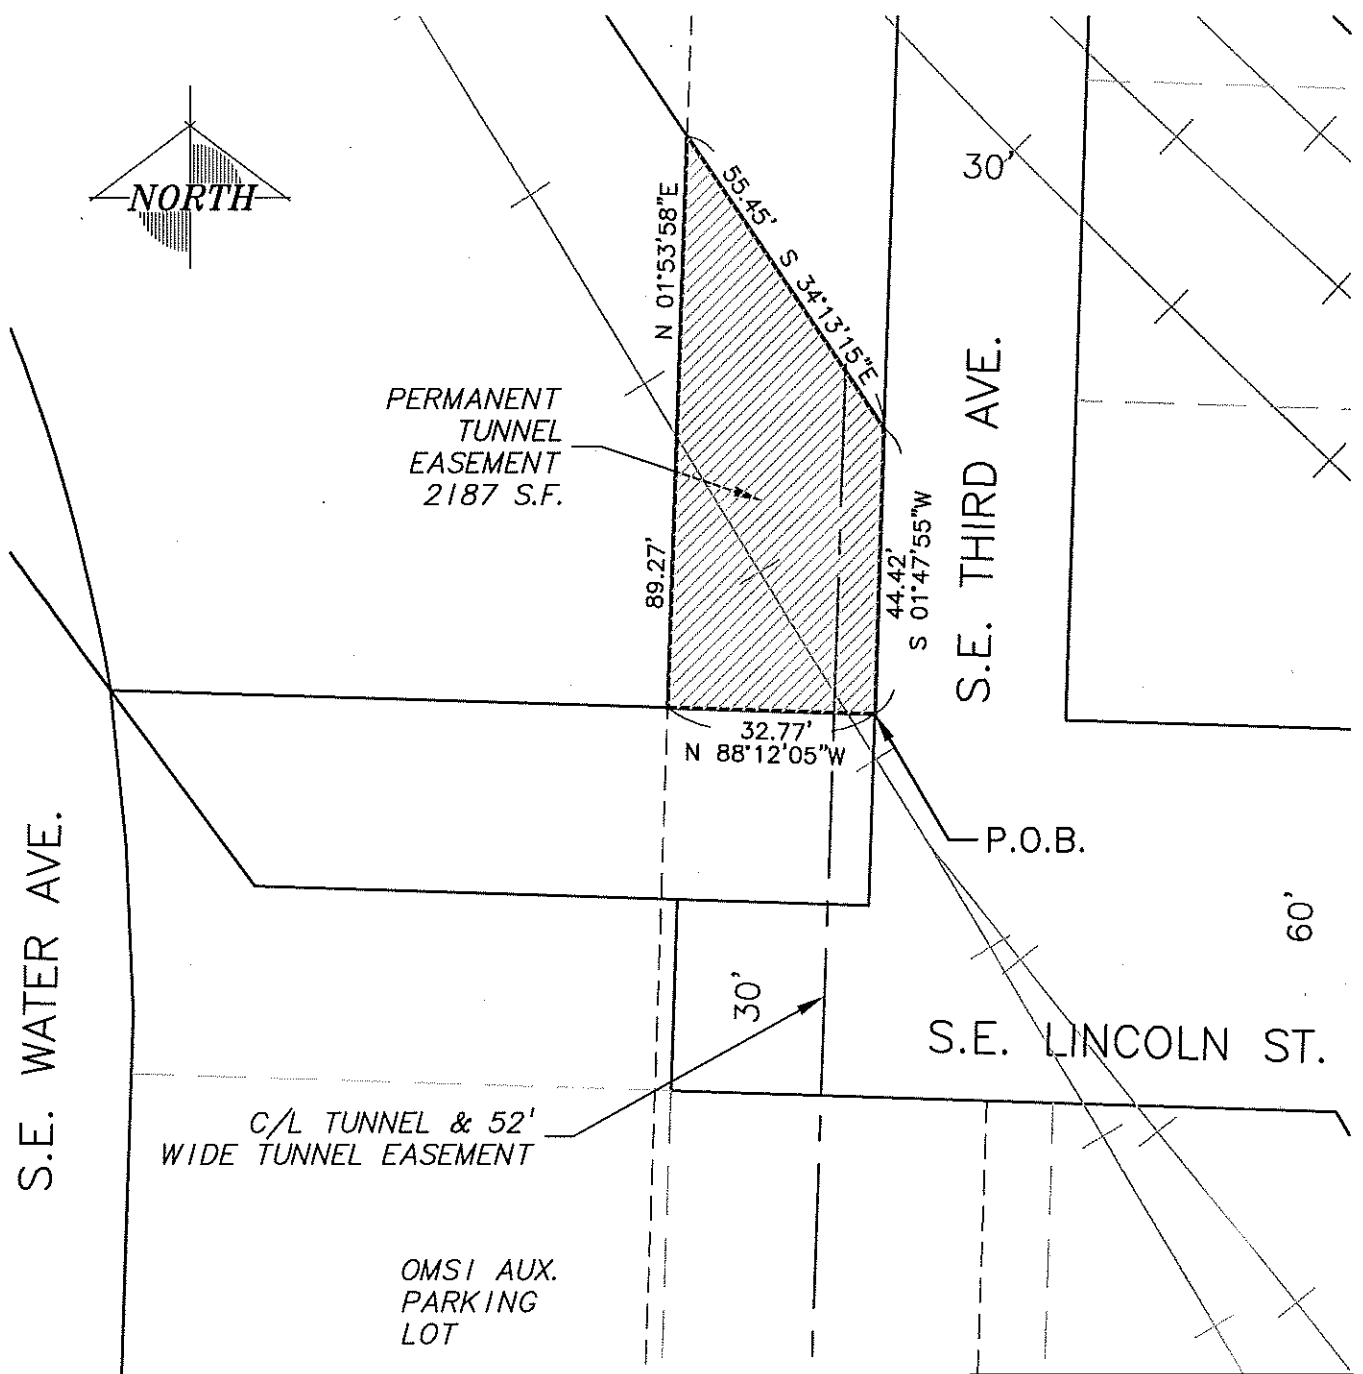 NORTH
30'
55.45' S 34°13'15"E
N 01°53'58"E
89.27'
PERMANENT
TUNNEL
EASEMENT
2187 S.F.
44.42'
S 01°47'55"W
S.E. THIRD AVE.
32.77'
N 88°12'05"W
P.O.B.
S.E. WATER AVE.
60'
30'
S.E. LINCOLN ST.
C/L TUNNEL & 52'
WIDE TUNNEL EASEMENT
OMSI AUX.
PARKING
LOT